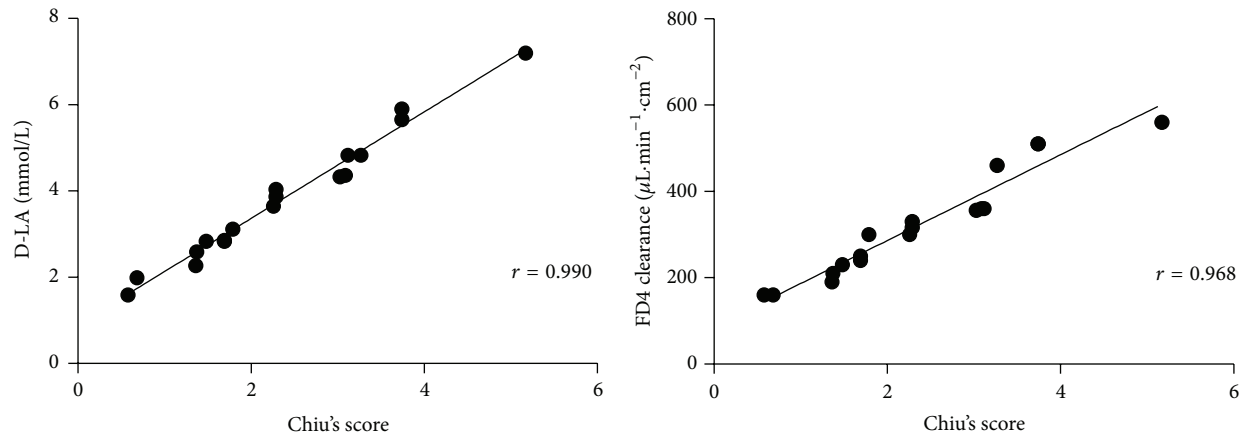 8
6
4
2
0
D-LA (mmol/L)
r = 0.990
0 2 4 6
Chiu's score
800
600
400
200
0
FD4 clearance (μL·min⁻¹·cm⁻²)
r = 0.968
0 2 4 6
Chiu's score